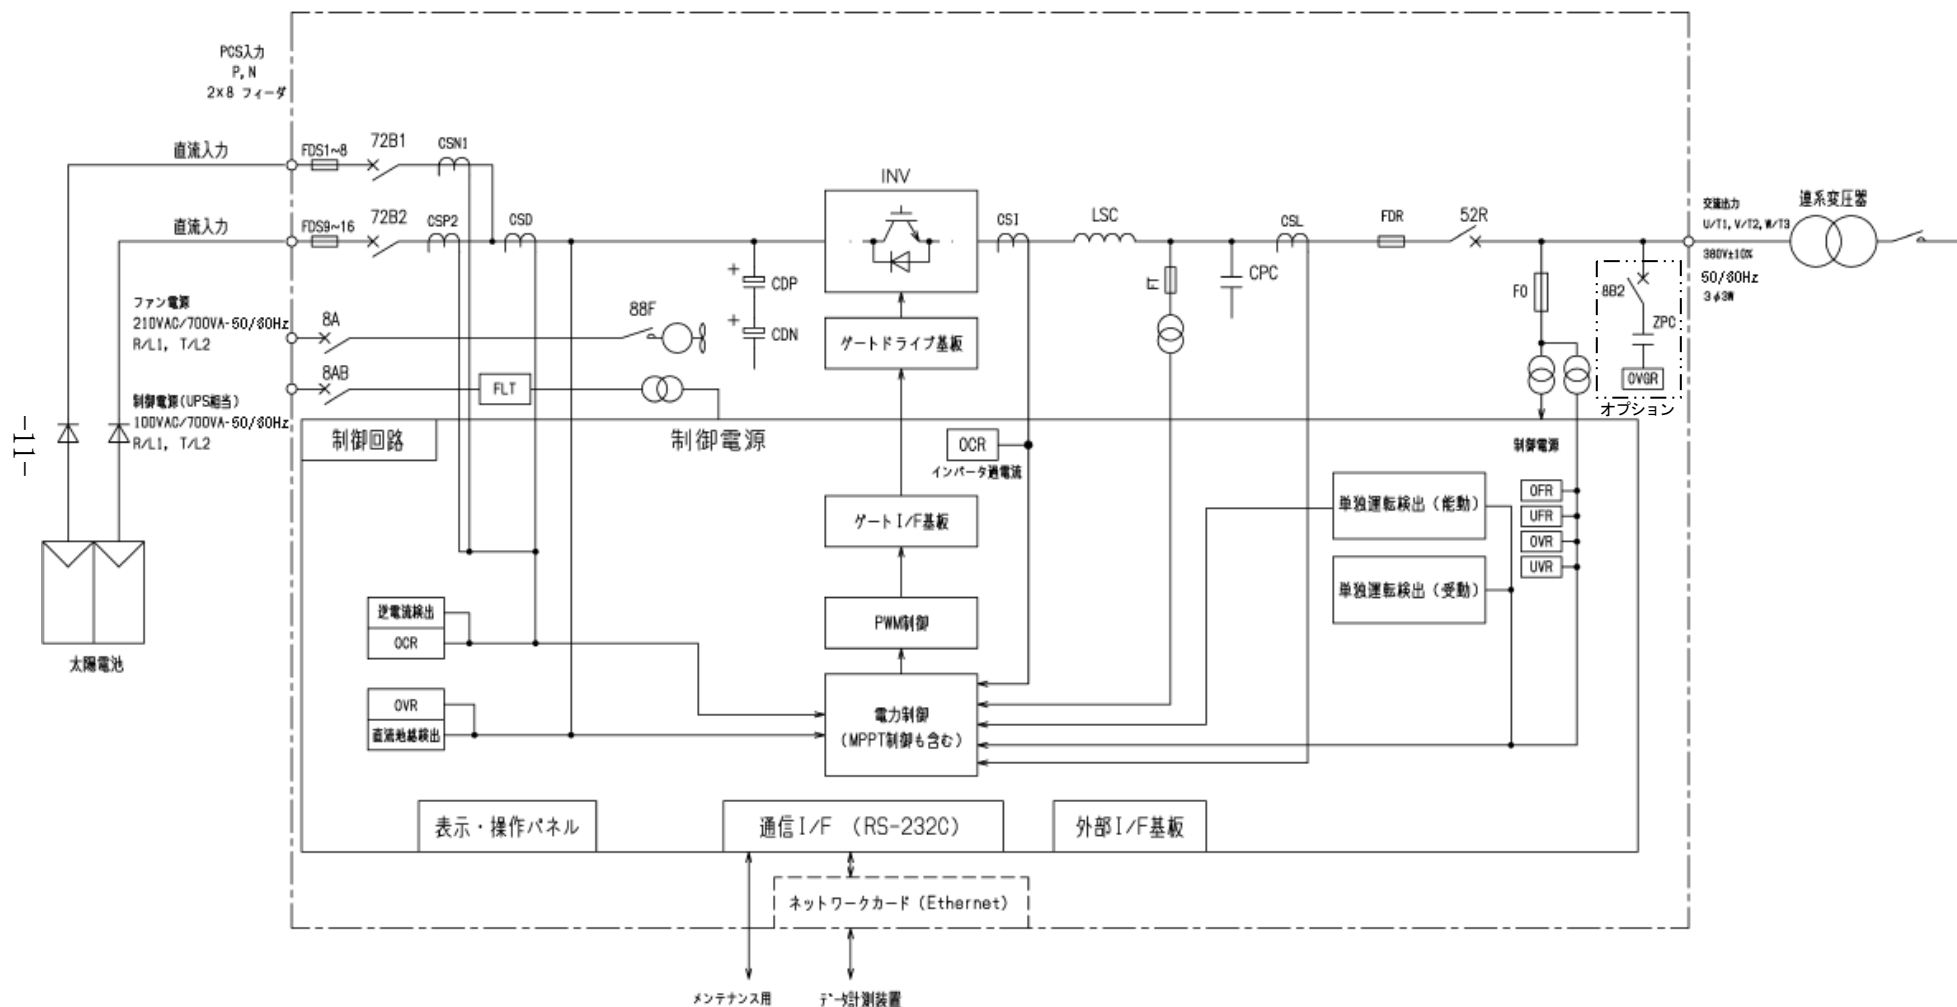 PCS入力
P, N
2×8 フィーダ
直流入力
FDS1~8
72B1
CSN1
直流入力
FDS9~16
72B2
CSP2
CSD
INV
CSI
LSC
CSL
FDR
52R
交流出力
U/T1, V/T2, W/T3
380V±10%
50/60Hz
3φ3W
連系変圧器
+
CDP
+
CDN
FT
CPC
FO
8B2
ZPC
OVGR
オプション
ファン電源
210VAC/700VA-50/60Hz
R/L1, T/L2
8A
88F
ゲートドライブ基板
8AB
FLT
制御電源(UPS相当)
100VAC/700VA-50/60Hz
R/L1, T/L2
-11-
制御回路
制御電源
OCR
インバータ過電流
制御電源
OFR
UFR
OVR
UVR
単独運転検出(能動)
単独運転検出(受動)
ゲートI/F基板
PWM制御
逆電流検出
OCR
OVR
直流地絡検出
電力制御
(MPPT制御も含む)
太陽電池
表示・操作パネル
通信I/F (RS-232C)
外部I/F基板
ネットワークカード(Ethernet)
メンテナンス用
データ計測装置